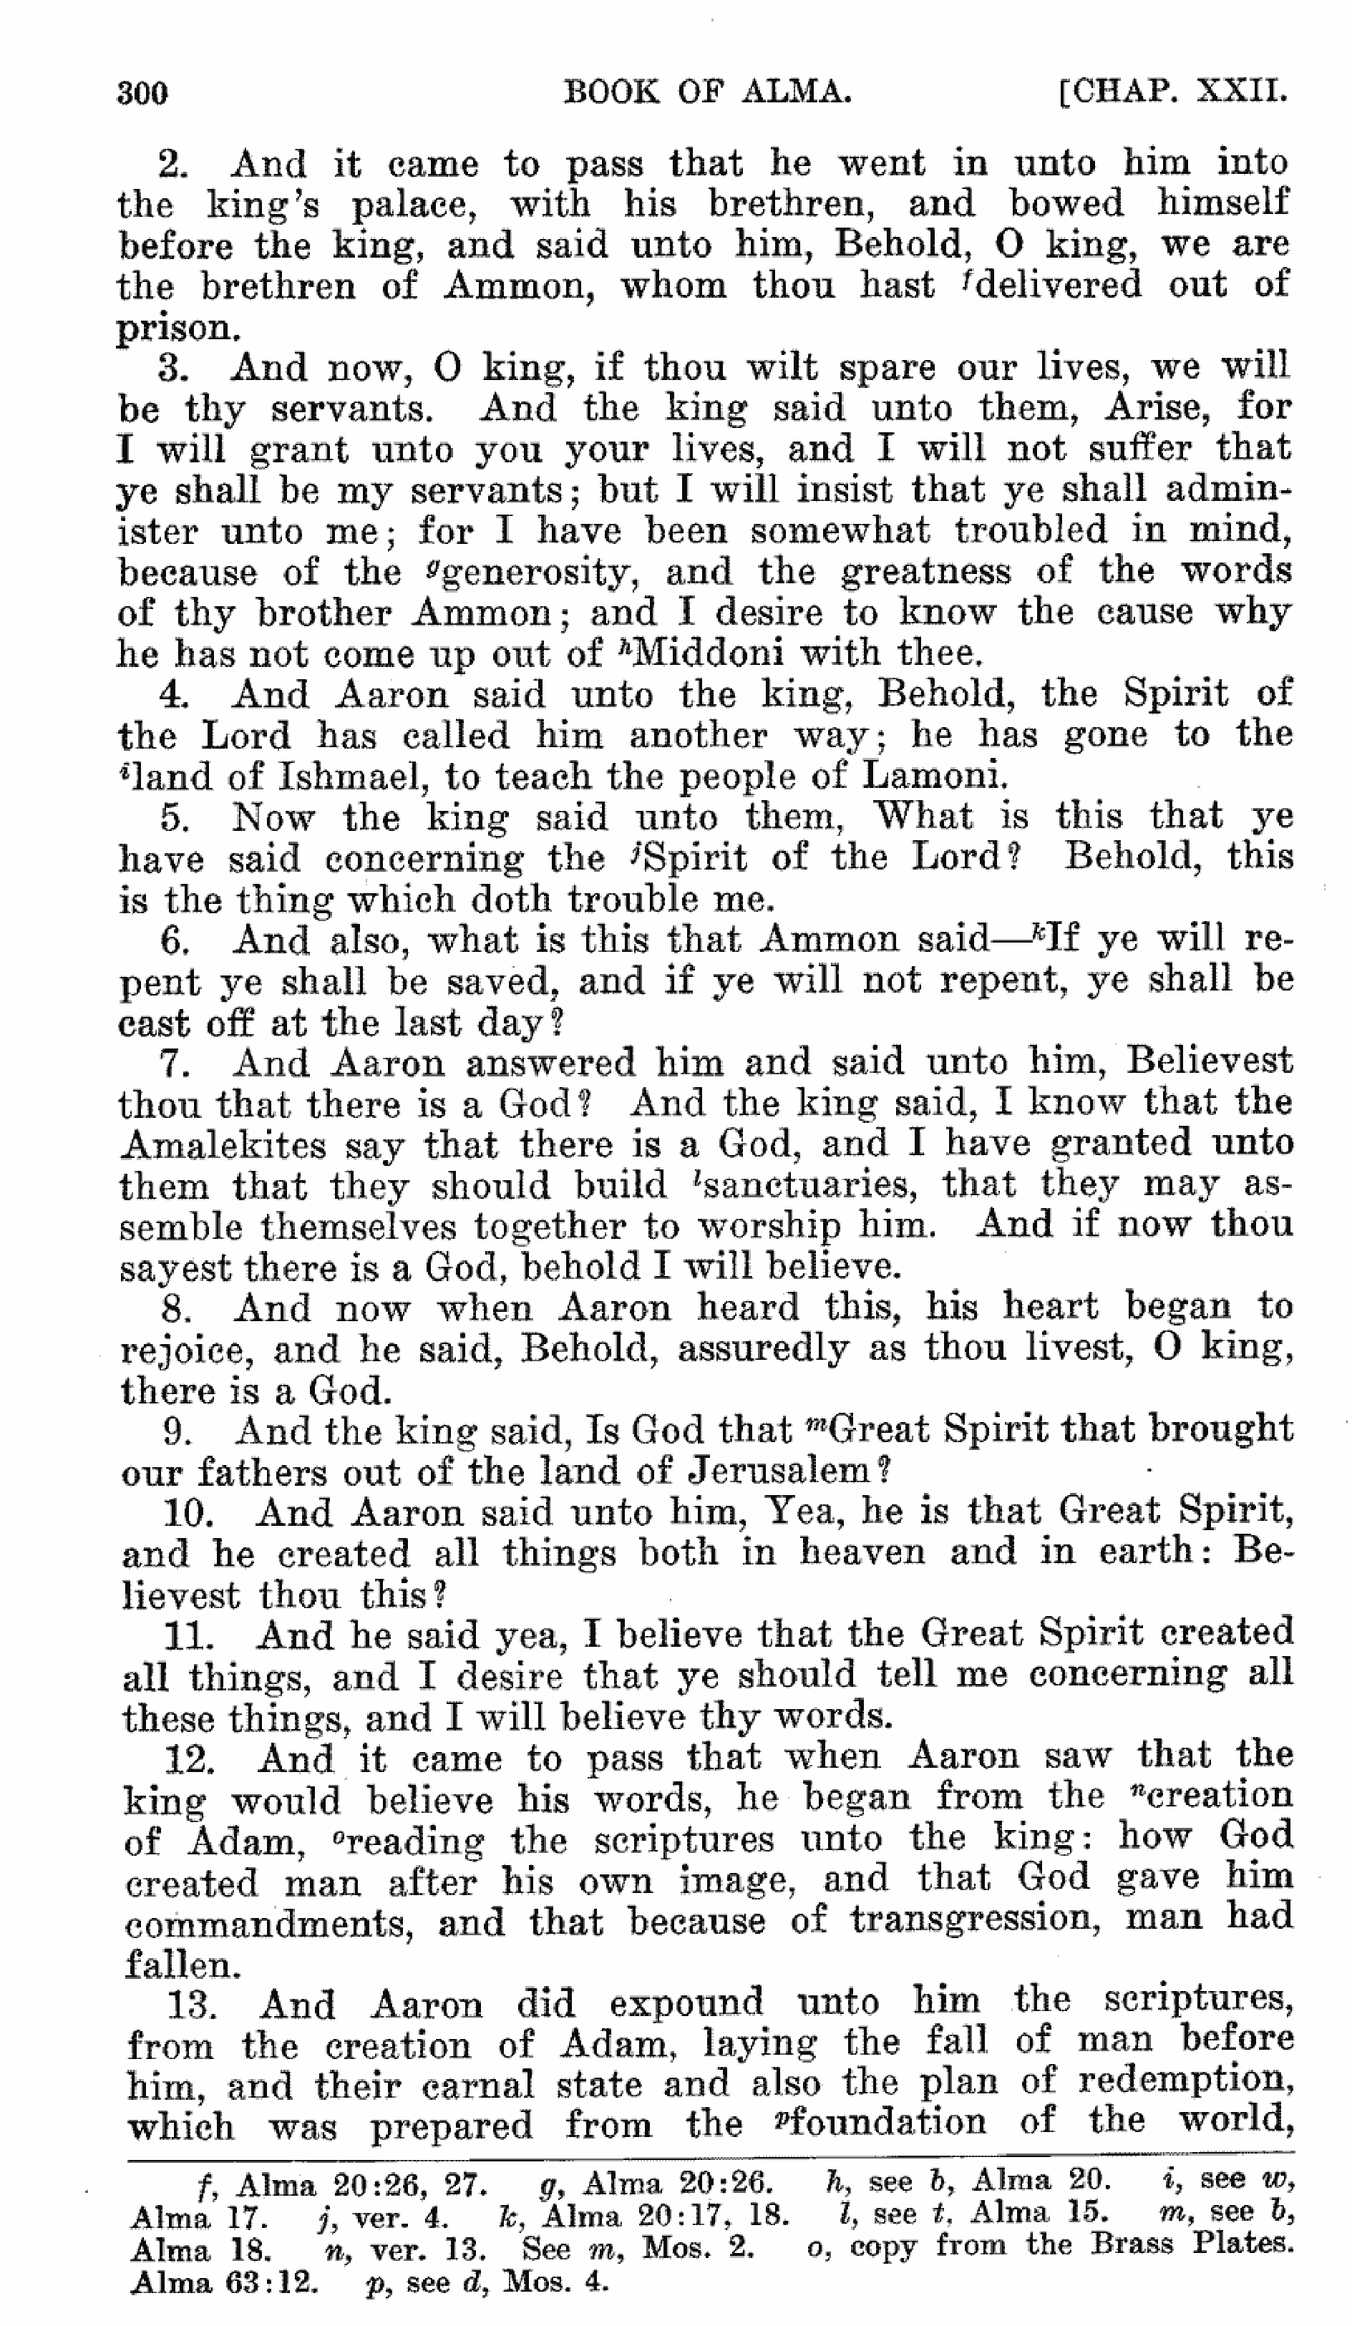 300 BOOK OF ALMA. [CHAP. XXII.
2. And it came to pass that he went in unto him into
the king's palace, with his brethren, and bowed himself
before the king, and said unto him, Behold, O king, we are
the brethren of Ammon, whom thou hast fdelivered out of
prison.
3. And now, O king, if thou wilt spare our lives, we will
be thy servants. And the king said unto them, Arise, for
I will grant unto you your lives, and I will not suffer that
ye shall be my servants; but I will insist that ye shall admin-
ister unto me; for I have been somewhat troubled in mind,
because of the ggenerosity, and the greatness of the words
of thy brother Ammon; and I desire to know the cause why
he has not come up out of hMiddoni with thee.
4. And Aaron said unto the king, Behold, the Spirit of
the Lord has called him another way; he has gone to the
iland of Ishmael, to teach the people of Lamoni.
5. Now the king said unto them, What is this that ye
have said concerning the jSpirit of the Lord? Behold, this
is the thing which doth trouble me.
6. And also, what is this that Ammon said—kIf ye will re-
pent ye shall be saved, and if ye will not repent, ye shall be
cast off at the last day?
7. And Aaron answered him and said unto him, Believest
thou that there is a God? And the king said, I know that the
Amalekites say that there is a God, and I have granted unto
them that they should build lsanctuaries, that they may as-
semble themselves together to worship him. And if now thou
sayest there is a God, behold I will believe.
8. And now when Aaron heard this, his heart began to
rejoice, and he said, Behold, assuredly as thou livest, O king,
there is a God.
9. And the king said, Is God that mGreat Spirit that brought
our fathers out of the land of Jerusalem?
10. And Aaron said unto him, Yea, he is that Great Spirit,
and he created all things both in heaven and in earth: Be-
lievest thou this?
11. And he said yea, I believe that the Great Spirit created
all things, and I desire that ye should tell me concerning all
these things, and I will believe thy words.
12. And it came to pass that when Aaron saw that the
king would believe his words, he began from the ncreation
of Adam, oreading the scriptures unto the king: how God
created man after his own image, and that God gave him
commandments, and that because of transgression, man had
fallen.
13. And Aaron did expound unto him the scriptures,
from the creation of Adam, laying the fall of man before
him, and their carnal state and also the plan of redemption,
which was prepared from the pfoundation of the world,
f, Alma 20:26, 27. g, Alma 20:26. h, see b, Alma 20. i, see w,
Alma 17. j, ver. 4. k, Alma 20:17, 18. l, see t, Alma 15. m, see b,
Alma 18. n, ver. 13. See m, Mos. 2. o, copy from the Brass Plates.
Alma 63:12. p, see d, Mos. 4.